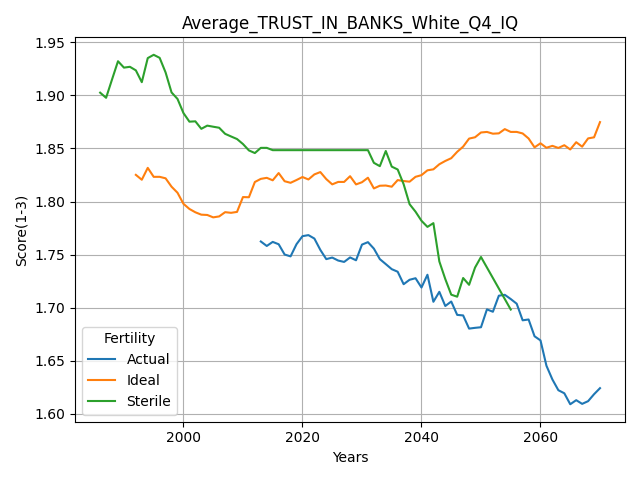 Average_TRUST_IN_BANKS_White_Q4_IQ
Score(1-3)
1.95
1.90
1.85
1.80
1.75
1.70
1.65
1.60
Fertility
Actual
Ideal
Sterile
2000
2020
2040
2060
Years